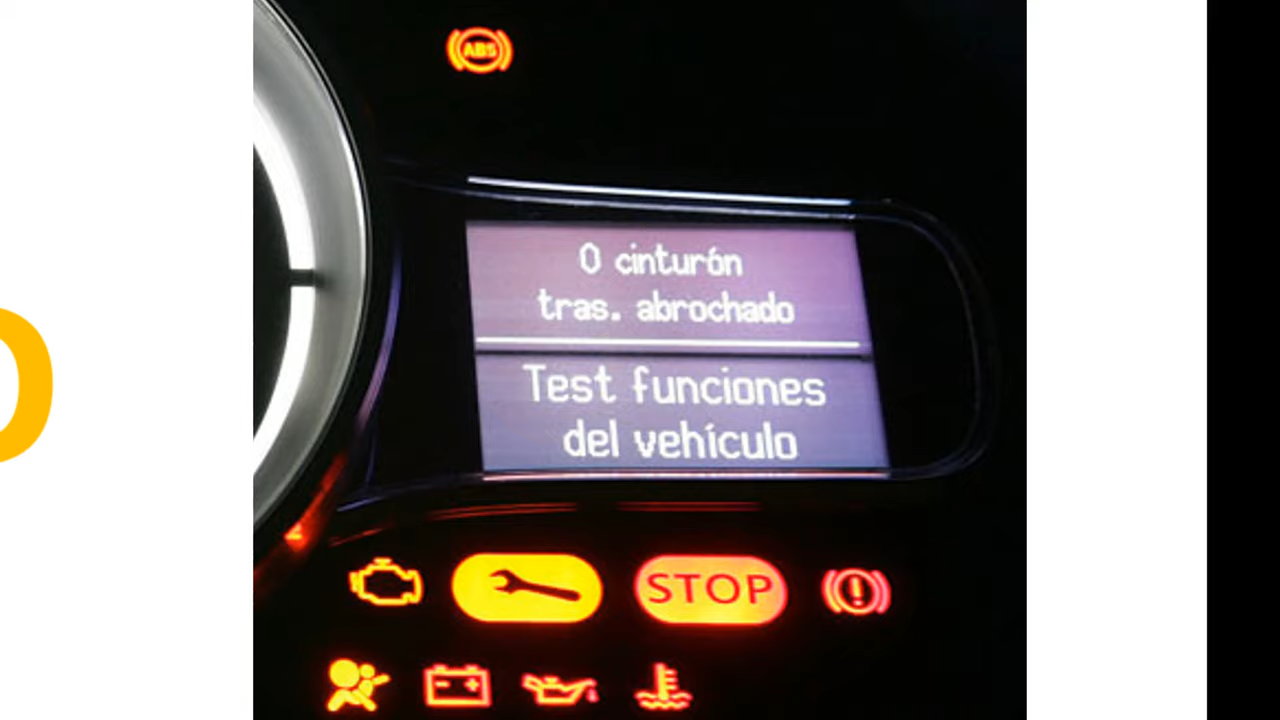 ABS
0 cinturón
tras. abrochado
Test funciones
del vehículo
STOP